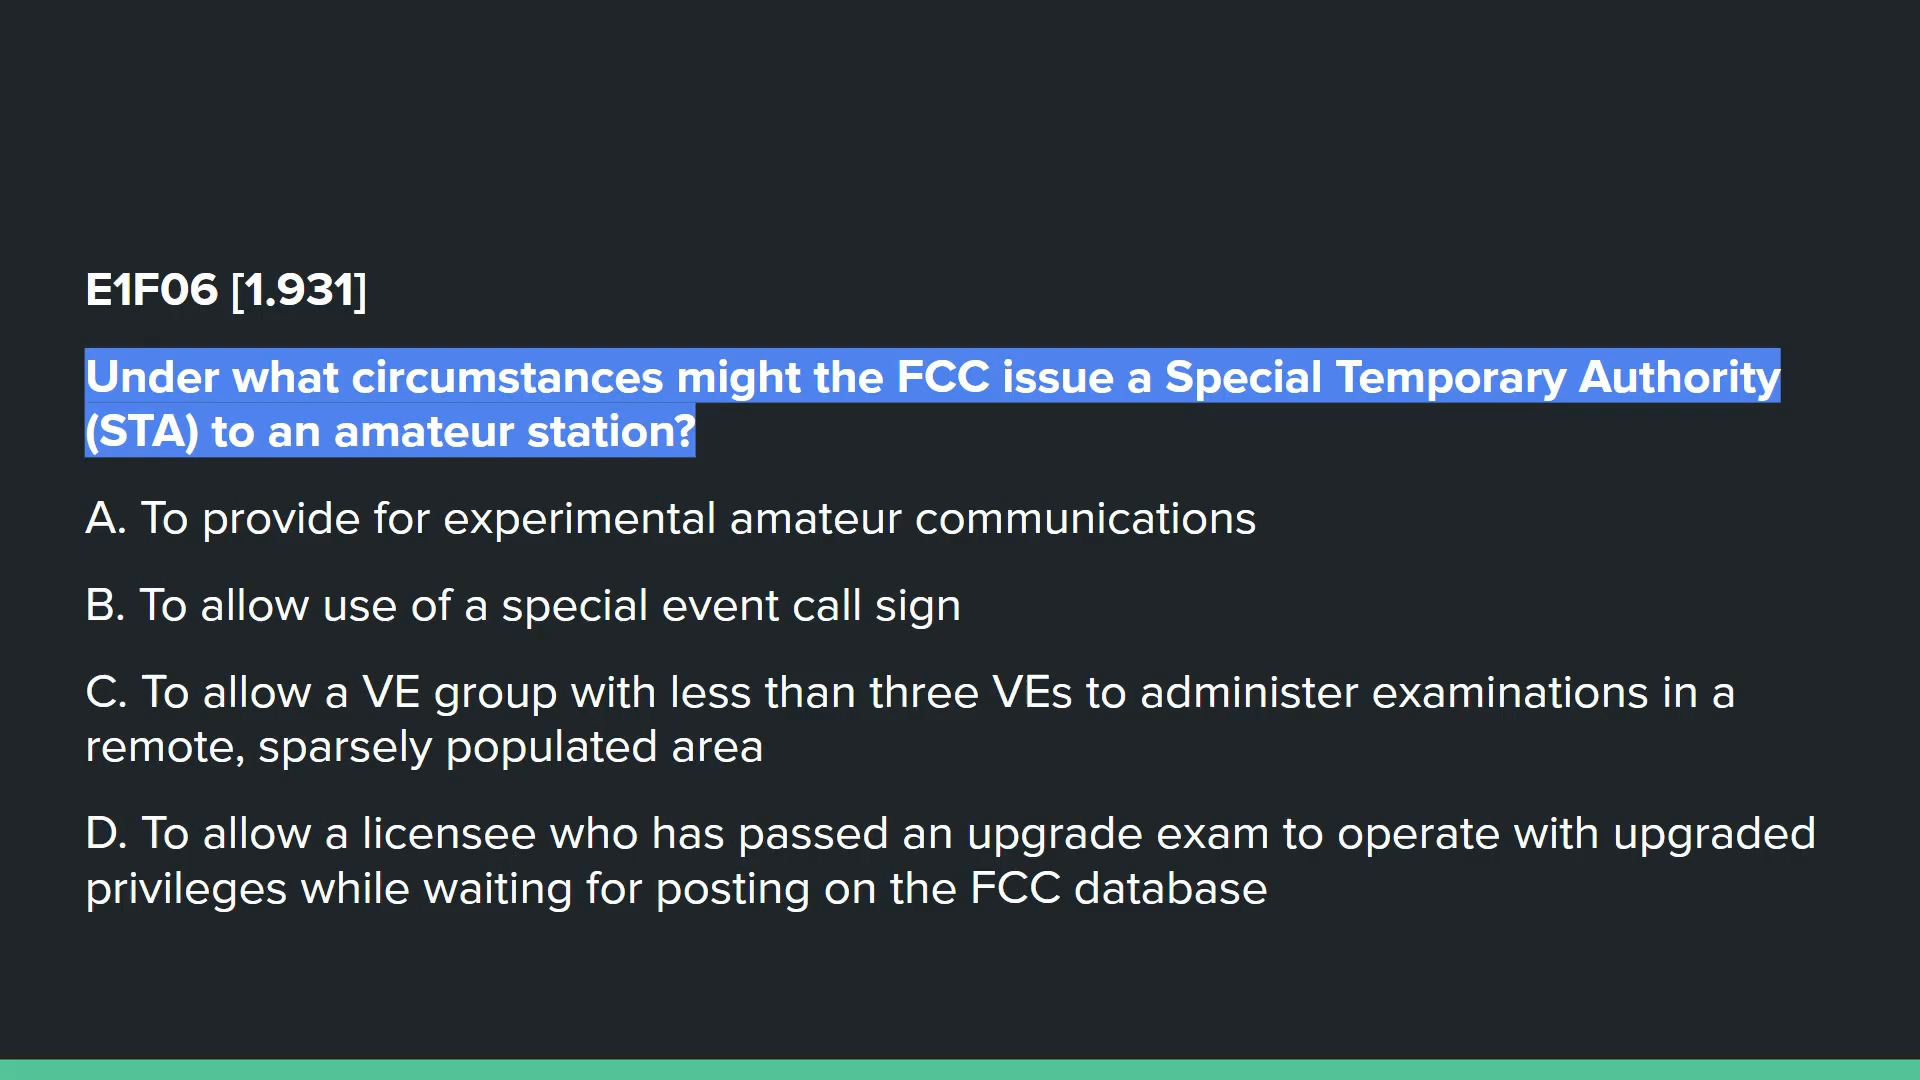 E1F06 [1.931]
Under what circumstances might the FCC issue a Special Temporary Authority
(STA) to an amateur station?
A. To provide for experimental amateur communications
B. To allow use of a special event call sign
C. To allow a VE group with less than three VEs to administer examinations in a
remote, sparsely populated area
D. To allow a licensee who has passed an upgrade exam to operate with upgraded
privileges while waiting for posting on the FCC database